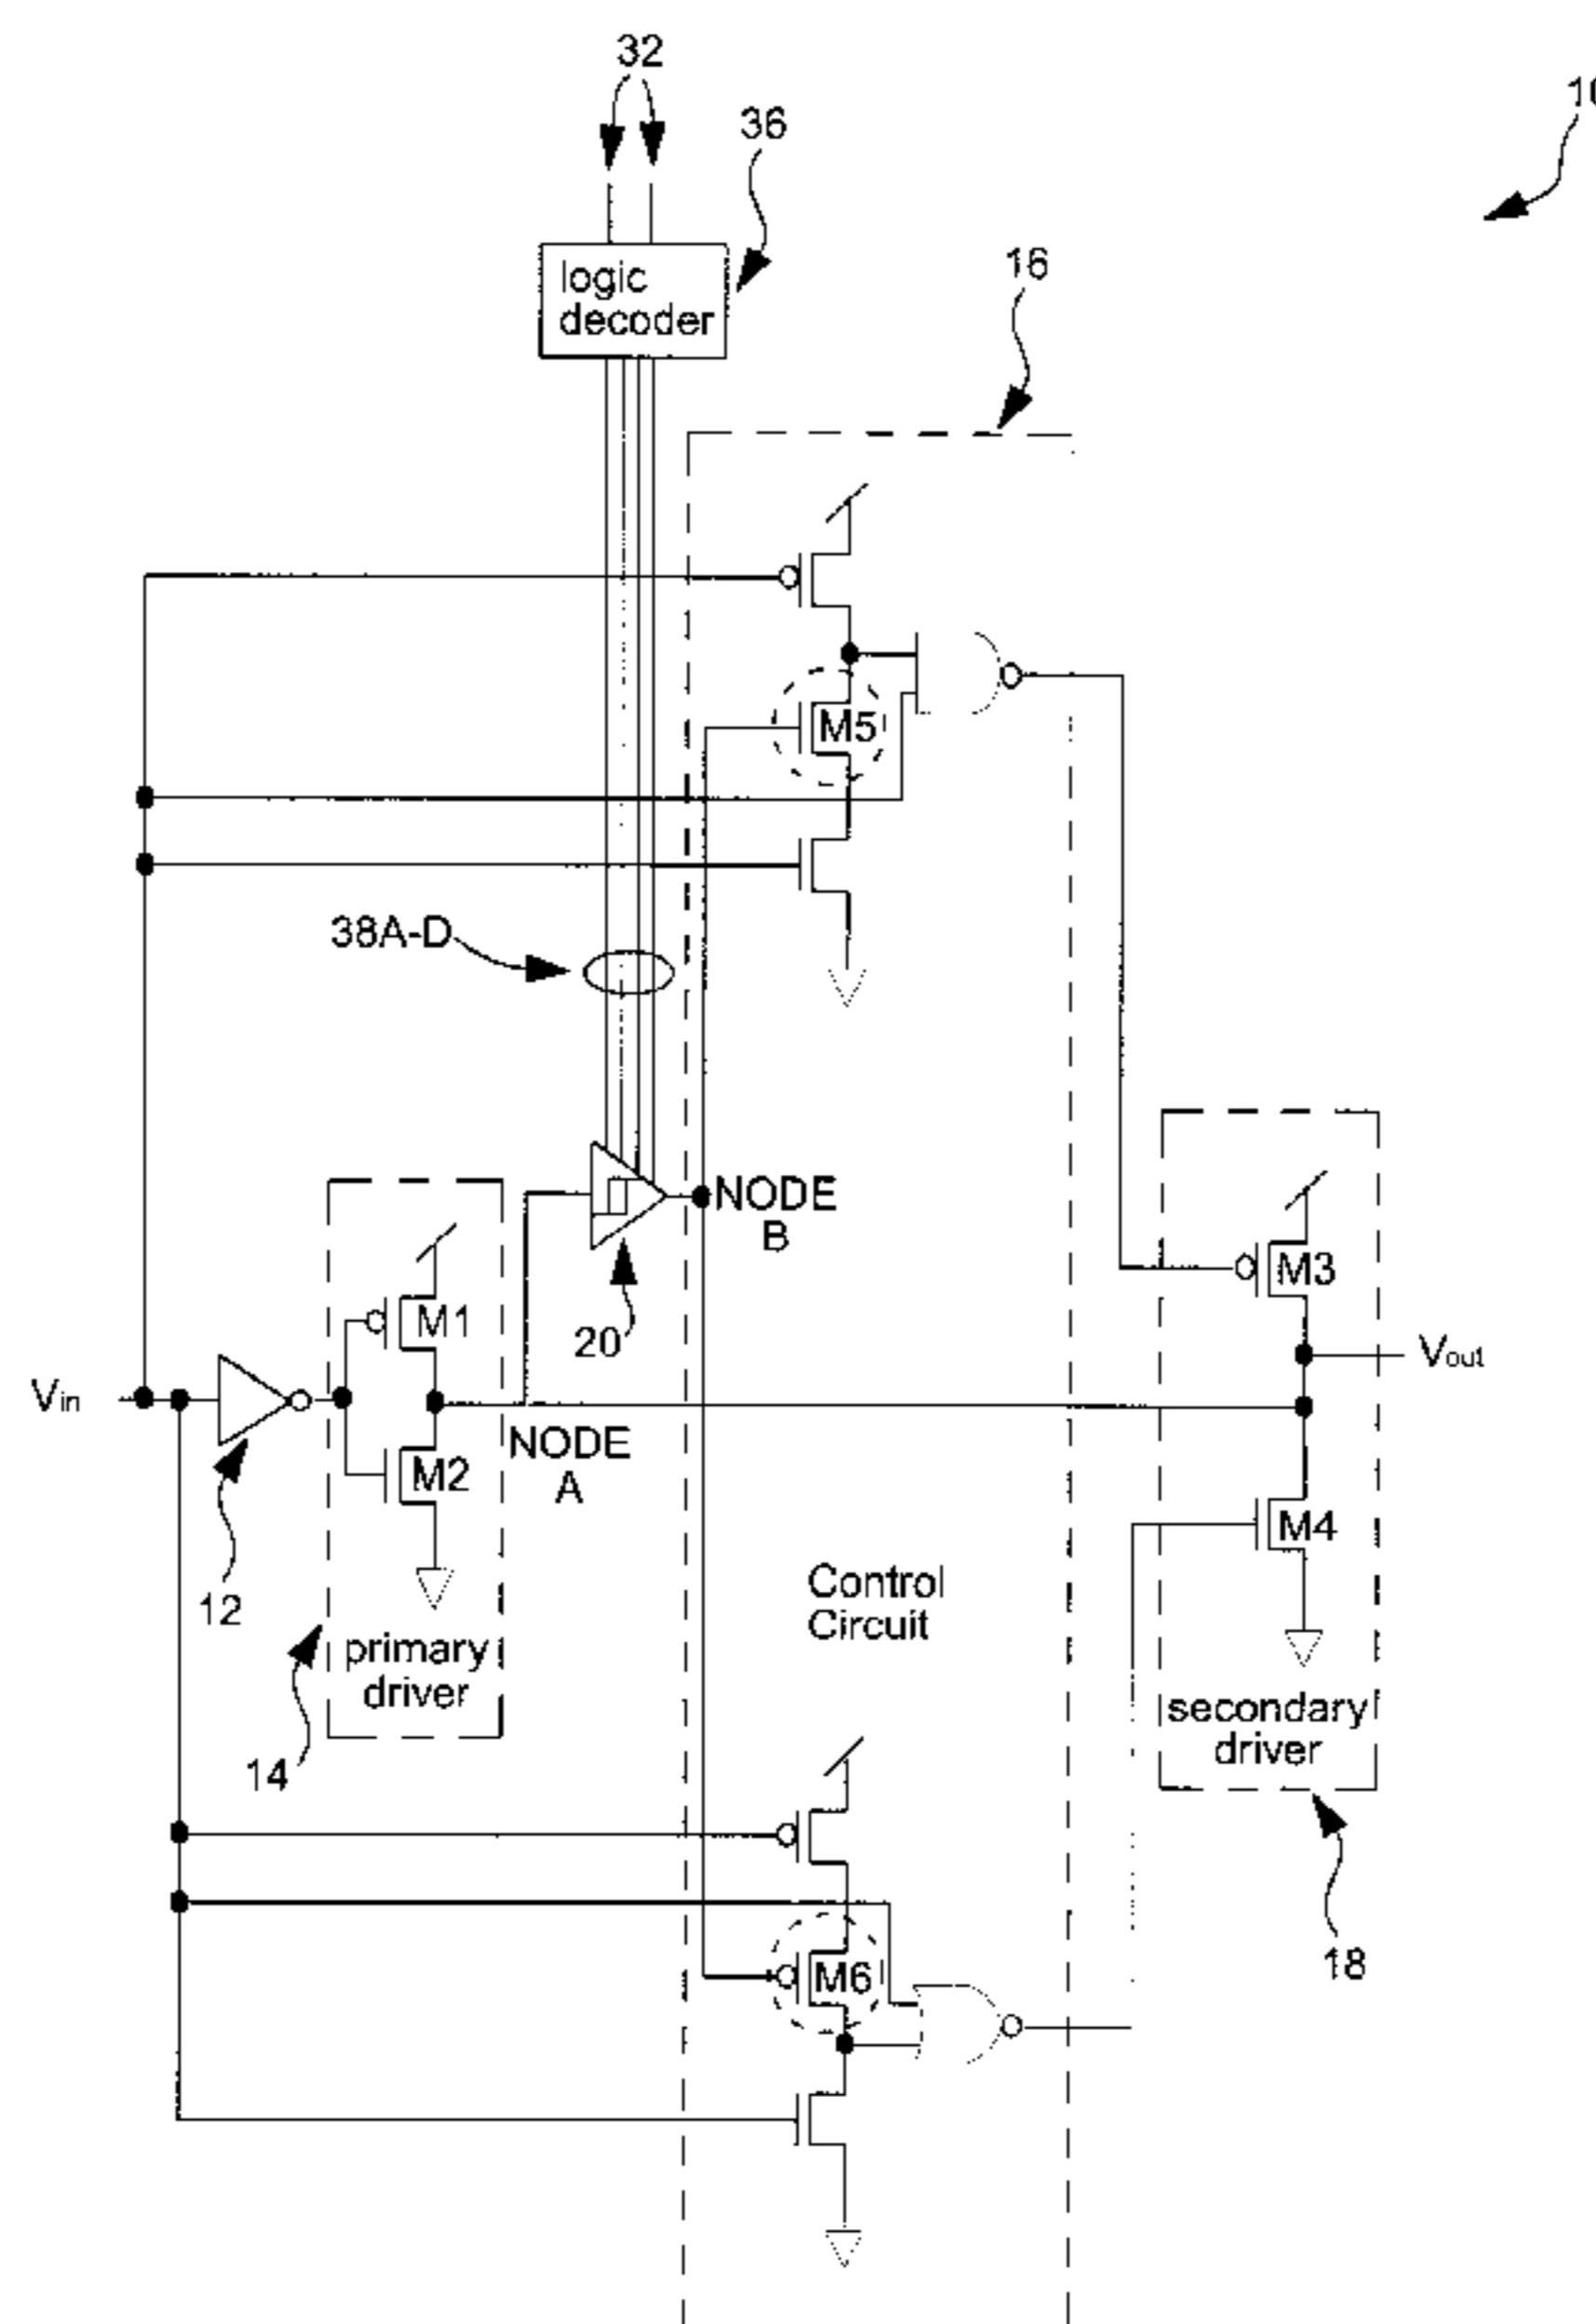 32
36
logic
decoder
16
M5
38A-D
NODE
B
M3
M1
20
Vout
Vin
NODE
A
M2
M4
12
Control
Circuit
primary
driver
secondary
driver
14
18
M6